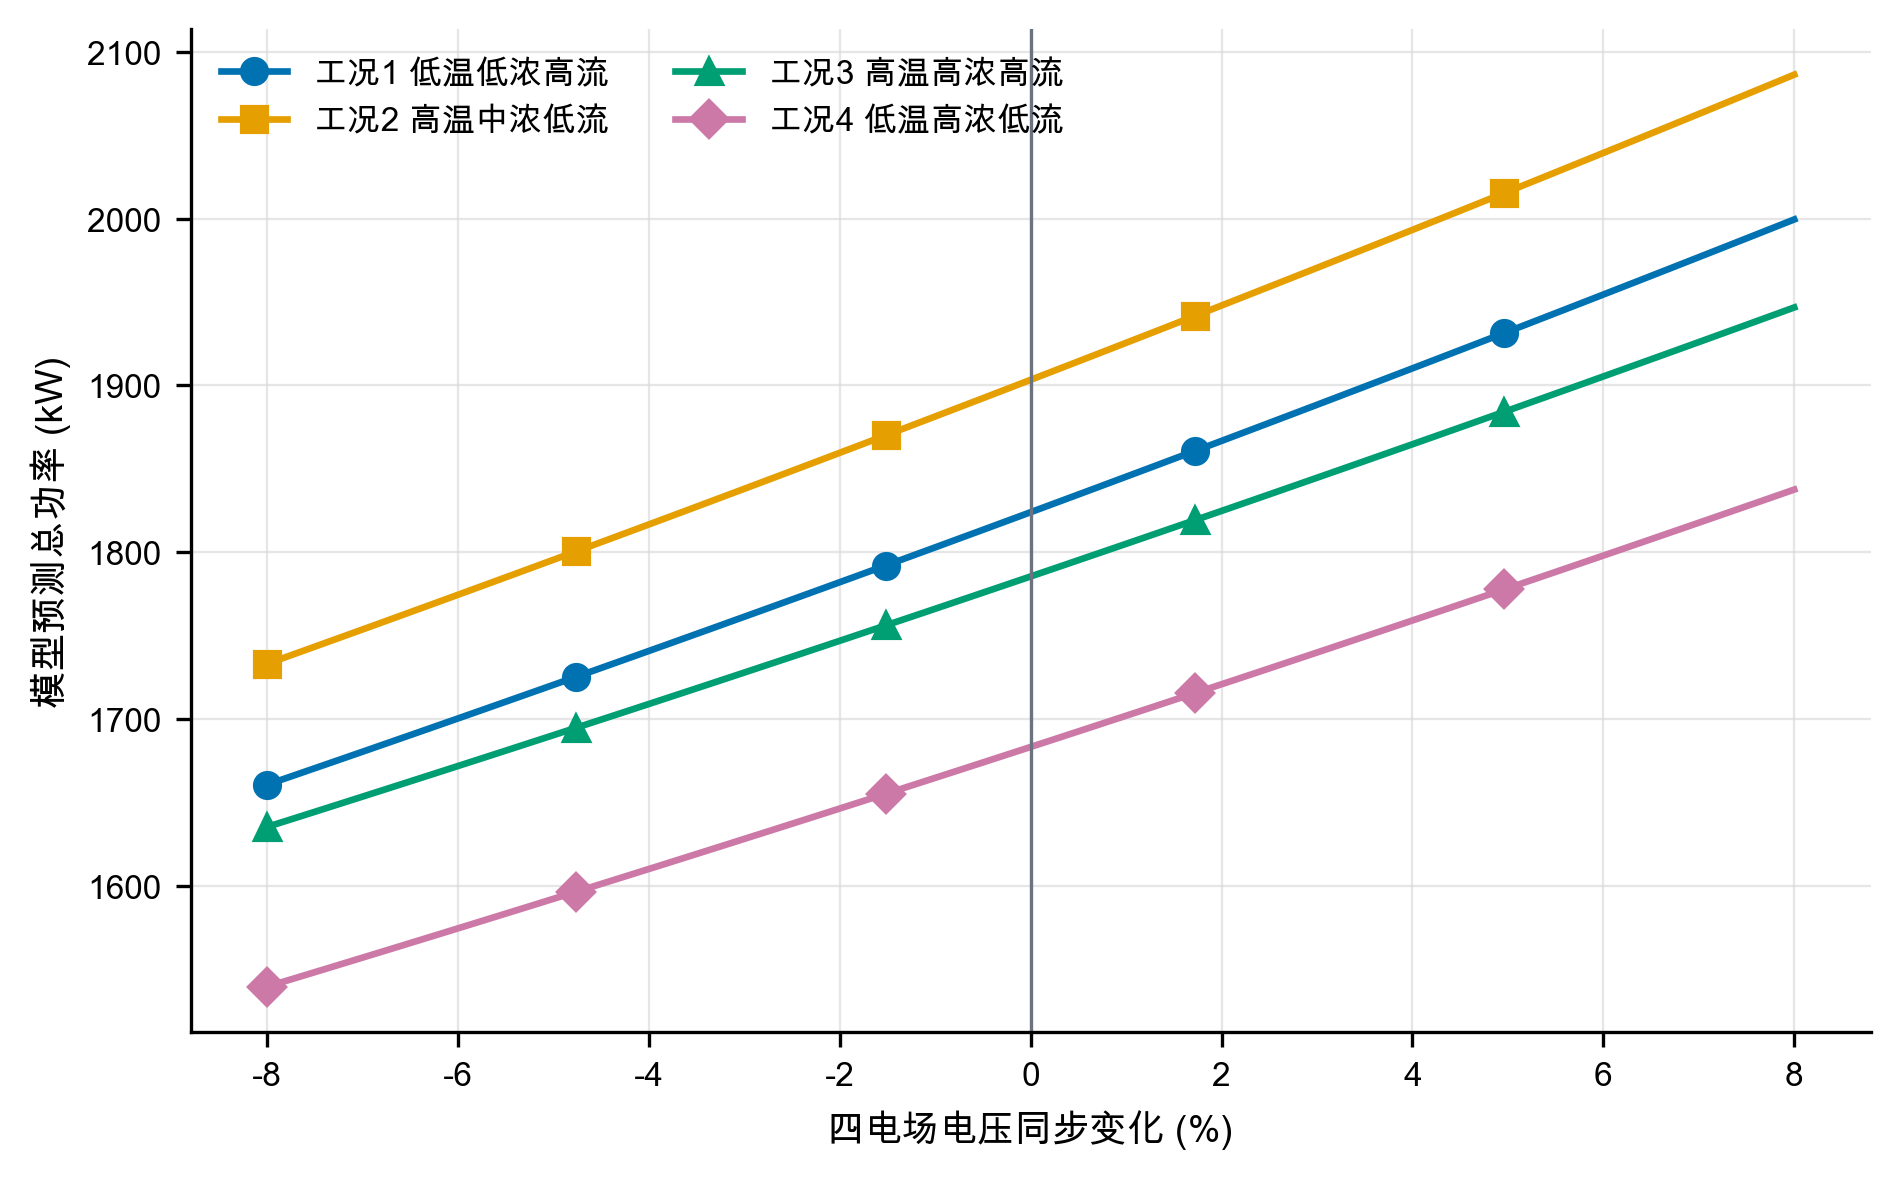 工况1 低温低浓高流
工况2 高温中浓低流
工况3 高温高浓高流
工况4 低温高浓低流
模型预测总功率 (kW)
2100
2000
1900
1800
1700
1600
-8 -6 -4 -2 0 2 4 6 8
四电场电压同步变化 (%)